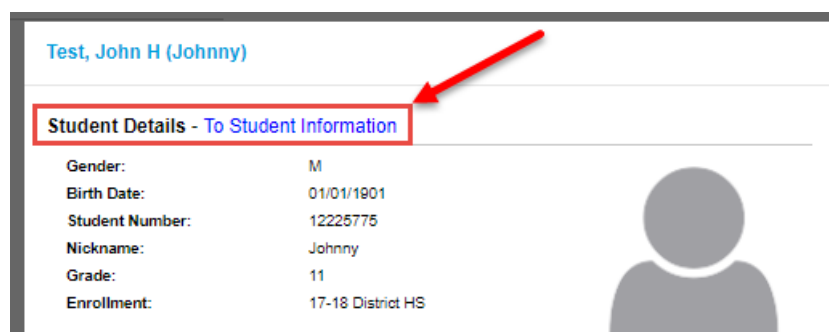 Test, John H (Johnny)
Student Details - To Student Information
Gender: M
Birth Date: 01/01/1901
Student Number: 12225775
Nickname: Johnny
Grade: 11
Enrollment: 17-18 District HS